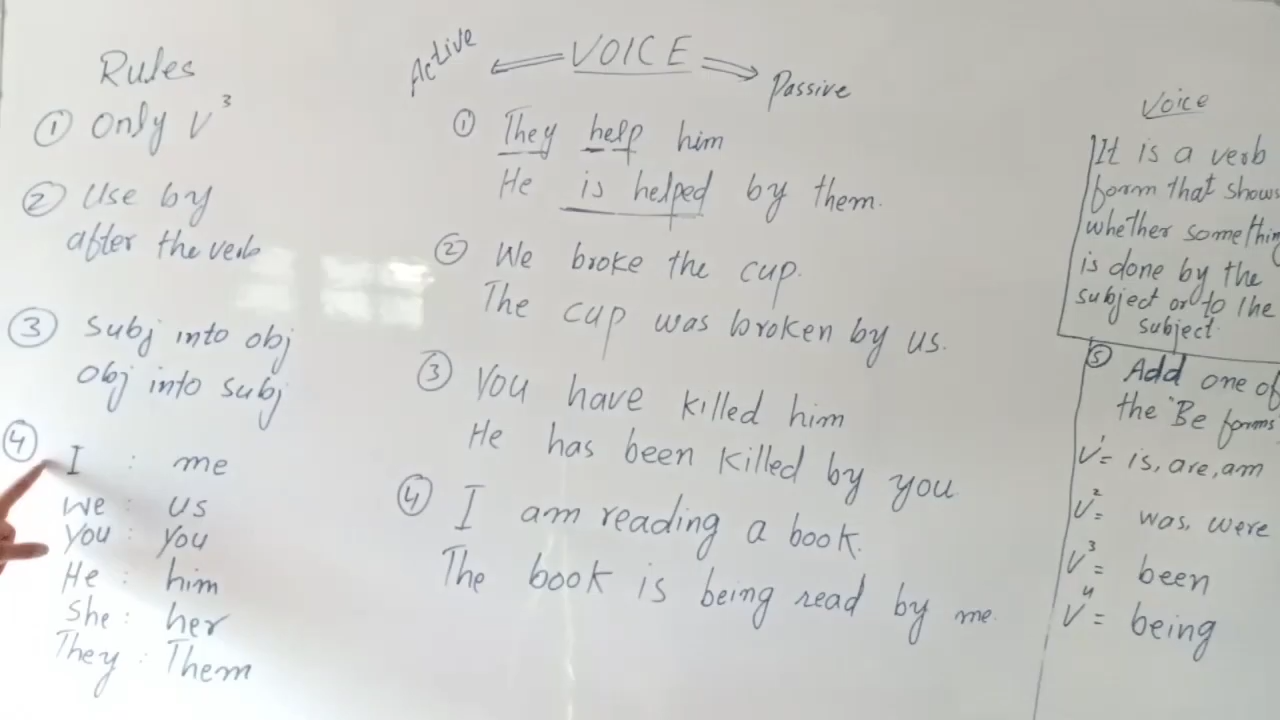 Rules
① Only V³
② Use by
after the verb
③ Subj into obj
Obj into subj
④
I : me
We : us
You : you
He : him
She : her
They : Them
Active ⟸ VOICE ⟹ Passive
① They help him
He is helped by them.
② We broke the cup.
The cup was broken by us.
③ You have killed him
He has been killed by you
④ I am reading a book.
The book is being read by me.
Voice
It is a verb
form that shows
whether something
is done by the
subject or to the
subject.
⑤ Add one of
the "Be forms
V¹= is, are, am
V²= was, were
V³= been
V⁴= being